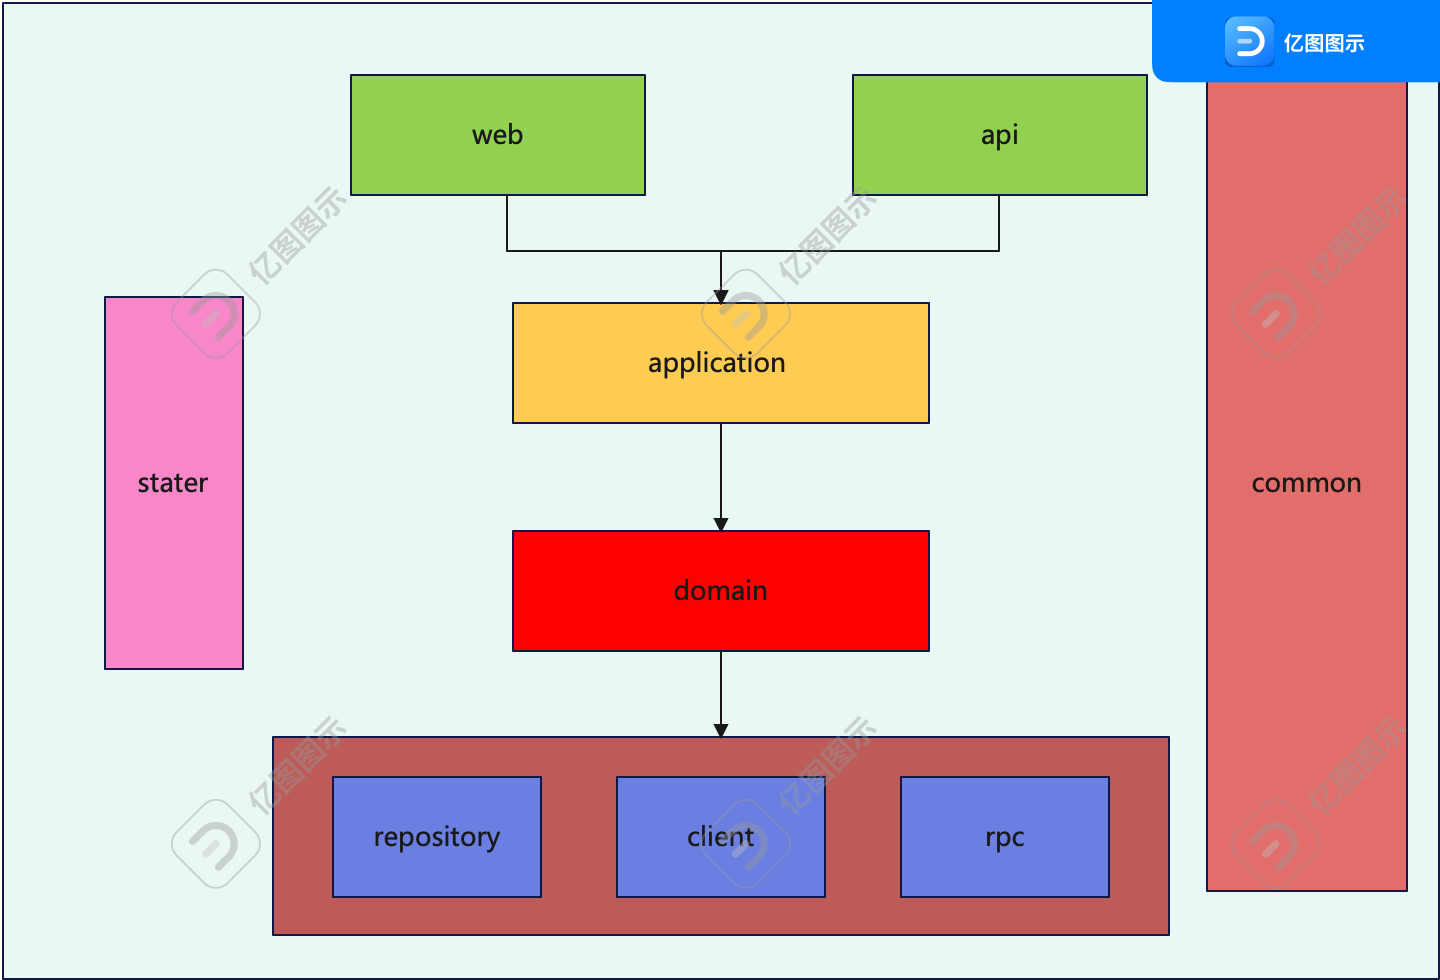 亿图图示
web
api
亿图图示
亿图图示
亿图图示
application
stater
common
domain
亿图图示
亿图图示
亿图图示
repository
client
rpc